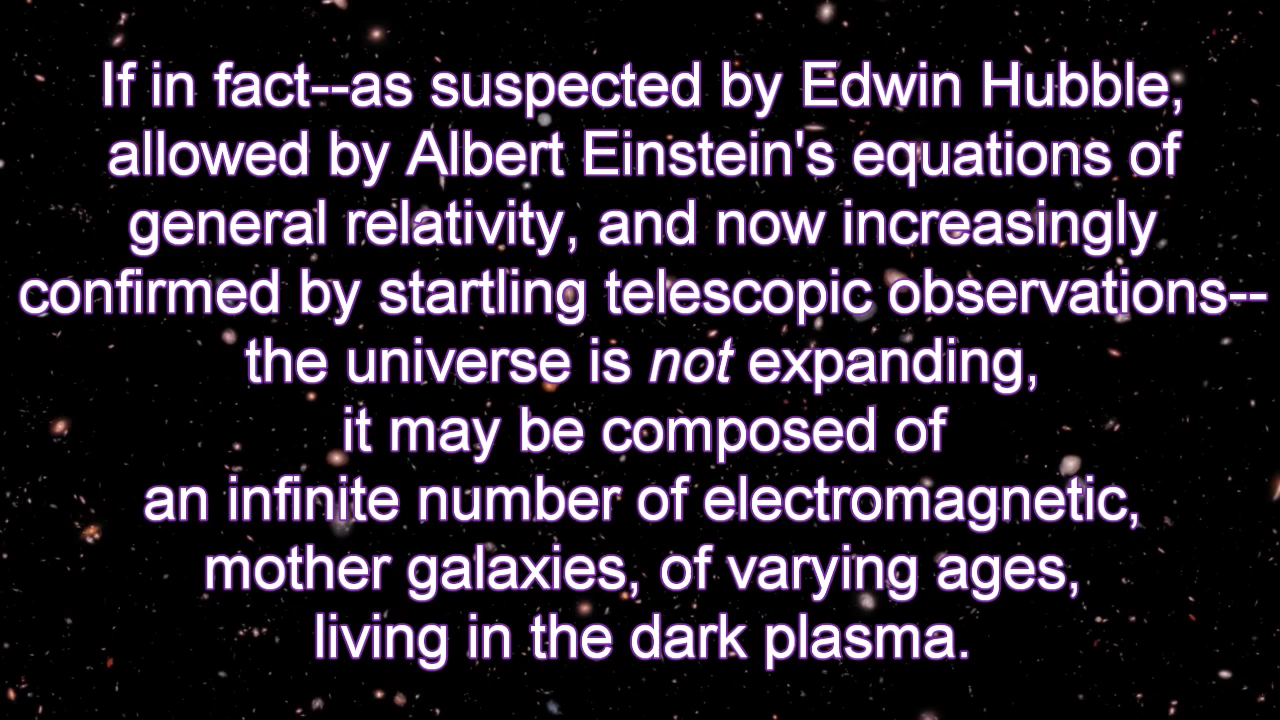 If in fact--as suspected by Edwin Hubble,
allowed by Albert Einstein's equations of
general relativity, and now increasingly
confirmed by startling telescopic observations--
the universe is not expanding,
it may be composed of
an infinite number of electromagnetic,
mother galaxies, of varying ages,
living in the dark plasma.